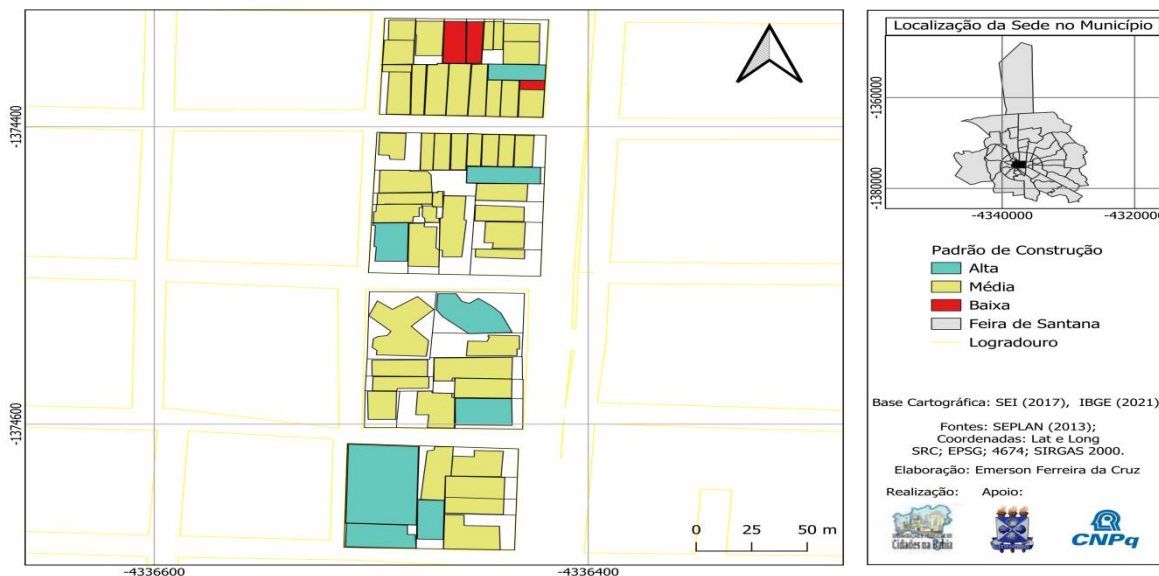 -1374400
-1374600
-4336600
-4336400
0 25 50 m
Localização da Sede no Município
-1360000
-1380000
-4340000
-4320000
Padrão de Construção
Alta
Média
Baixa
Feira de Santana
Logradouro
Base Cartográfica: SEI (2017), IBGE (2021)
Fontes: SEPLAN (2013);
Coordenadas: Lat e Long
SRC; EPSG; 4674; SIRGAS 2000.
Elaboração: Emerson Ferreira da Cruz
Realização: Apoio:
Cidades na Bahia
CNPq